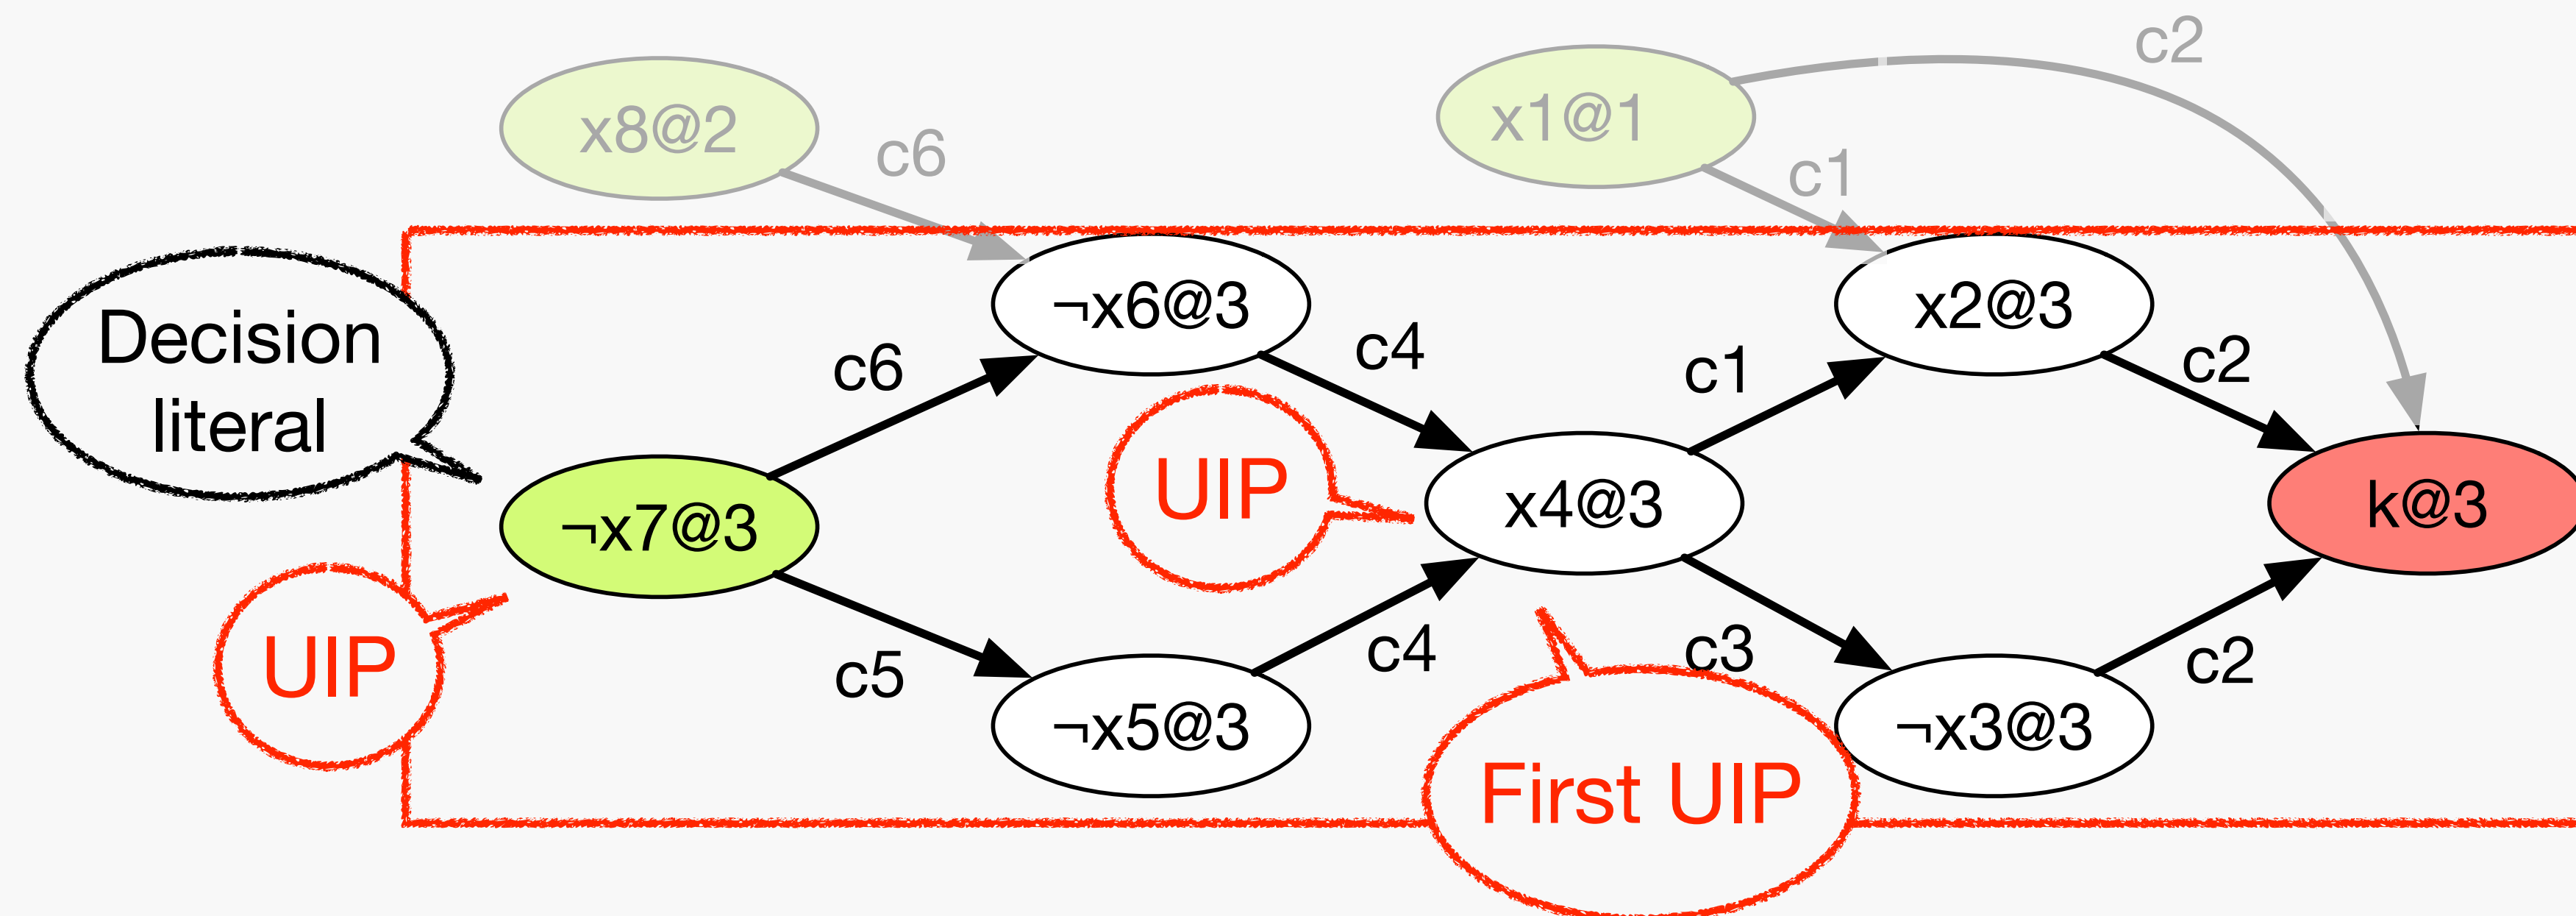 c2
x8@2
x1@1
c6
c1
Decision
literal
¬x6@3
x2@3
c6
c4
c1
c2
UIP
¬x7@3
x4@3
k@3
UIP
c5
c4
c3
c2
¬x5@3
¬x3@3
First UIP